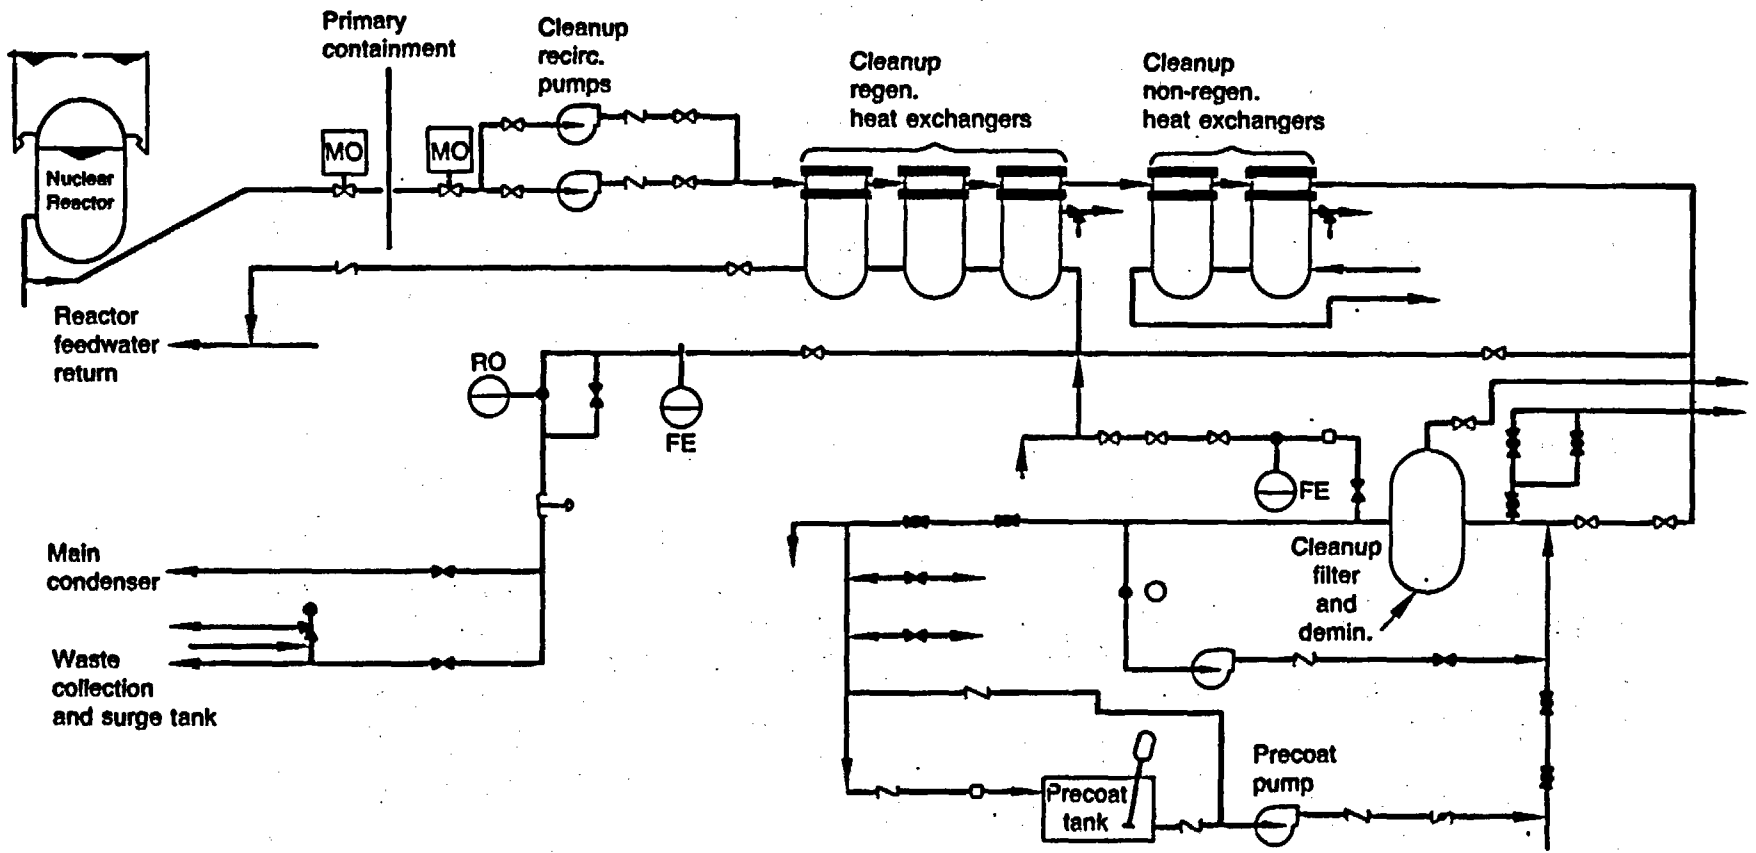 Primary
containment
Cleanup
recirc.
pumps
Cleanup
regen.
heat exchangers
Cleanup
non-regen.
heat exchangers
MO
MO
Nuclear
Reactor
Reactor
feedwater
return
RO
FE
FE
Main
condenser
Cleanup
filter
and
demin.
Waste
collection
and surge tank
Precoat
pump
Precoat
tank